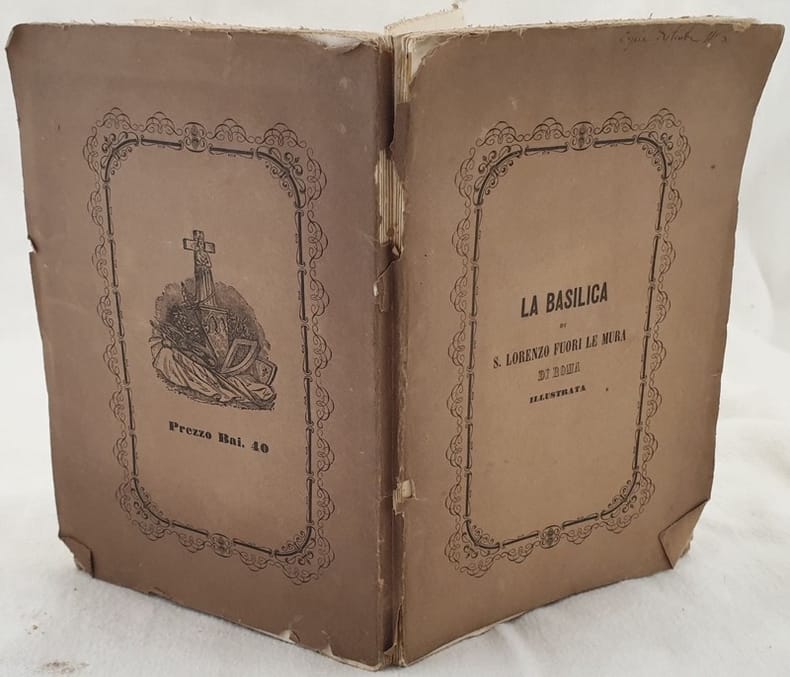 LA BASILICA
DI
S. LORENZO FUORI LE MURA
DI ROMA
ILLUSTRATA
Prezzo Bai. 40